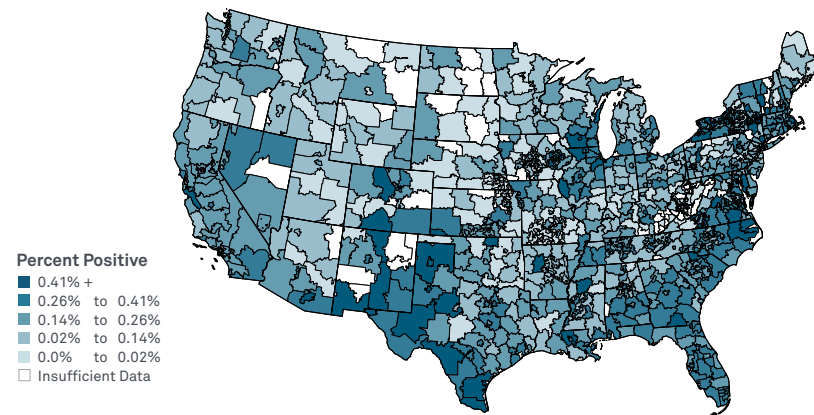 Percent Positive
0.41% +
0.26% to 0.41%
0.14% to 0.26%
0.02% to 0.14%
0.0% to 0.02%
Insufficient Data